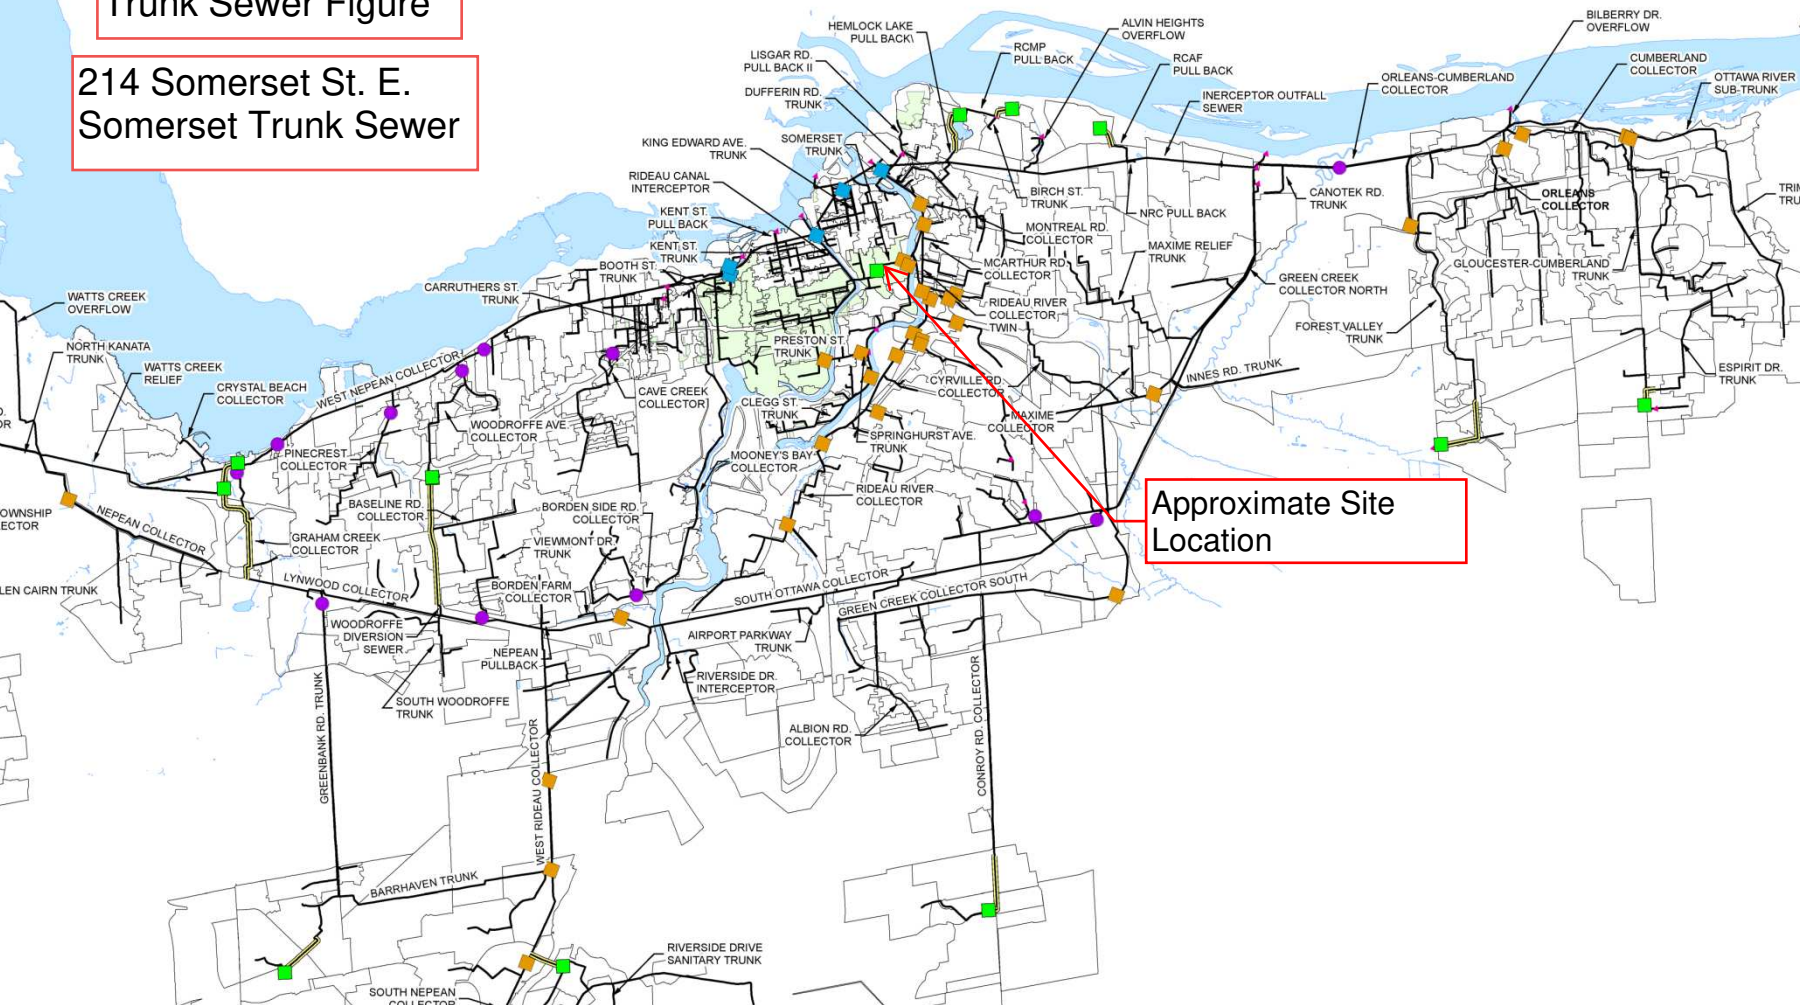 Trunk Sewer Figure
214 Somerset St. E.
Somerset Trunk Sewer
HEMLOCK LAKE
PULL BACK\
ALVIN HEIGHTS
OVERFLOW
BILBERRY DR.
OVERFLOW
LISGAR RD.
PULL BACK II
RCMP
PULL BACK
RCAF
PULL BACK
CUMBERLAND
COLLECTOR
ORLEANS-CUMBERLAND
COLLECTOR
OTTAWA RIVER
SUB-TRUNK
DUFFERIN RD.
TRUNK
INERCEPTOR OUTFALL
SEWER
KING EDWARD AVE.
TRUNK
SOMERSET
TRUNK
RIDEAU CANAL
INTERCEPTOR
BIRCH ST.
TRUNK
CANOTEK RD.
TRUNK
ORLEANS
COLLECTOR
KENT ST.
PULL BACK
NRC PULL BACK
MONTREAL RD.
COLLECTOR
KENT ST.
TRUNK
MAXIME RELIEF
TRUNK
BOOTH ST.
TRUNK
MCARTHUR RD.
COLLECTOR
GLOUCESTER-CUMBERLAND
TRUNK
CARRUTHERS ST.
TRUNK
GREEN CREEK
COLLECTOR NORTH
WATTS CREEK
OVERFLOW
RIDEAU RIVER
COLLECTOR
TWIN
FOREST VALLEY
TRUNK
NORTH KANATA
TRUNK
PRESTON ST.
TRUNK
WATTS CREEK
RELIEF
WEST NEPEAN COLLECTOR
INNES RD. TRUNK
ESPIRIT DR.
TRUNK
CRYSTAL BEACH
COLLECTOR
CYRVILLE RD.
COLLECTOR
CAVE CREEK
COLLECTOR
CLEGG ST.
TRUNK
MAXIME
COLLECTOR
WOODROFFE AVE.
COLLECTOR
SPRINGHURST AVE.
TRUNK
PINECREST
COLLECTOR
MOONEY'S BAY
COLLECTOR
RIDEAU RIVER
COLLECTOR
Approximate Site
Location
BASELINE RD.
COLLECTOR
BORDEN SIDE RD.
COLLECTOR
NEPEAN COLLECTOR
GRAHAM CREEK
COLLECTOR
VIEWMONT DR.
TRUNK
LYNWOOD COLLECTOR
BORDEN FARM
COLLECTOR
SOUTH OTTAWA COLLECTOR
GREEN CREEK COLLECTOR SOUTH
LEN CAIRN TRUNK
WOODROFFE
DIVERSION
SEWER
AIRPORT PARKWAY
TRUNK
NEPEAN
PULLBACK
RIVERSIDE DR.
INTERCEPTOR
SOUTH WOODROFFE
TRUNK
GREENBANK RD. TRUNK
WEST RIDEAU COLLECTOR
ALBION RD.
COLLECTOR
CONROY RD. COLLECTOR
BARRHAVEN TRUNK
RIVERSIDE DRIVE
SANITARY TRUNK
SOUTH NEPEAN
COLLECTOR